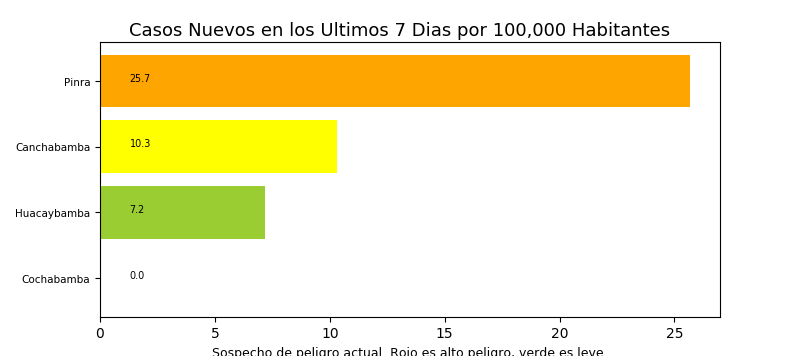 Casos Nuevos en los Ultimos 7 Dias por 100,000 Habitantes
Pinra 25.7
Canchabamba 10.3
Huacaybamba 7.2
Cochabamba 0.0
0 5 10 15 20 25
Sospecho de peligro actual. Rojo es alto peligro, verde es leve